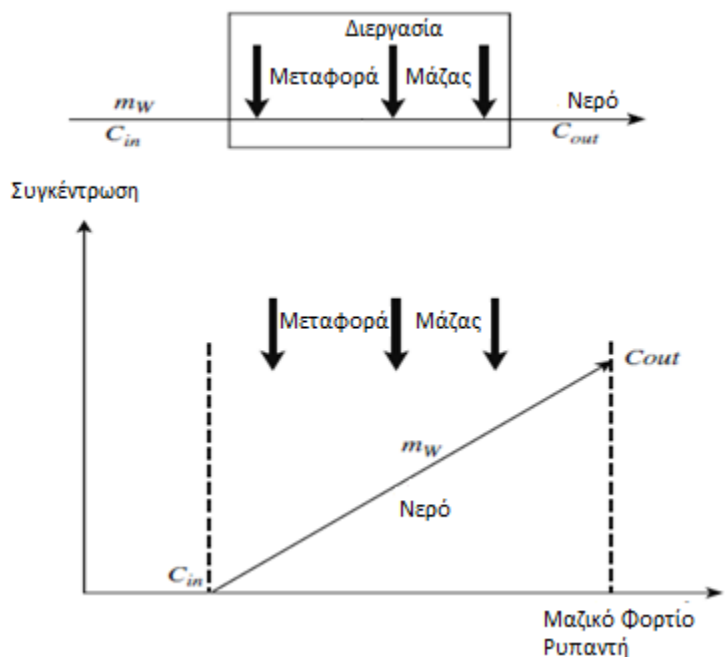 Διεργασία
Μεταφορά Μάζας
m_W Νερό
C_in C_out
Συγκέντρωση
Μεταφορά Μάζας
Cout
m_W
Νερό
C_in
Μαζικό Φορτίο
Ρυπαντή